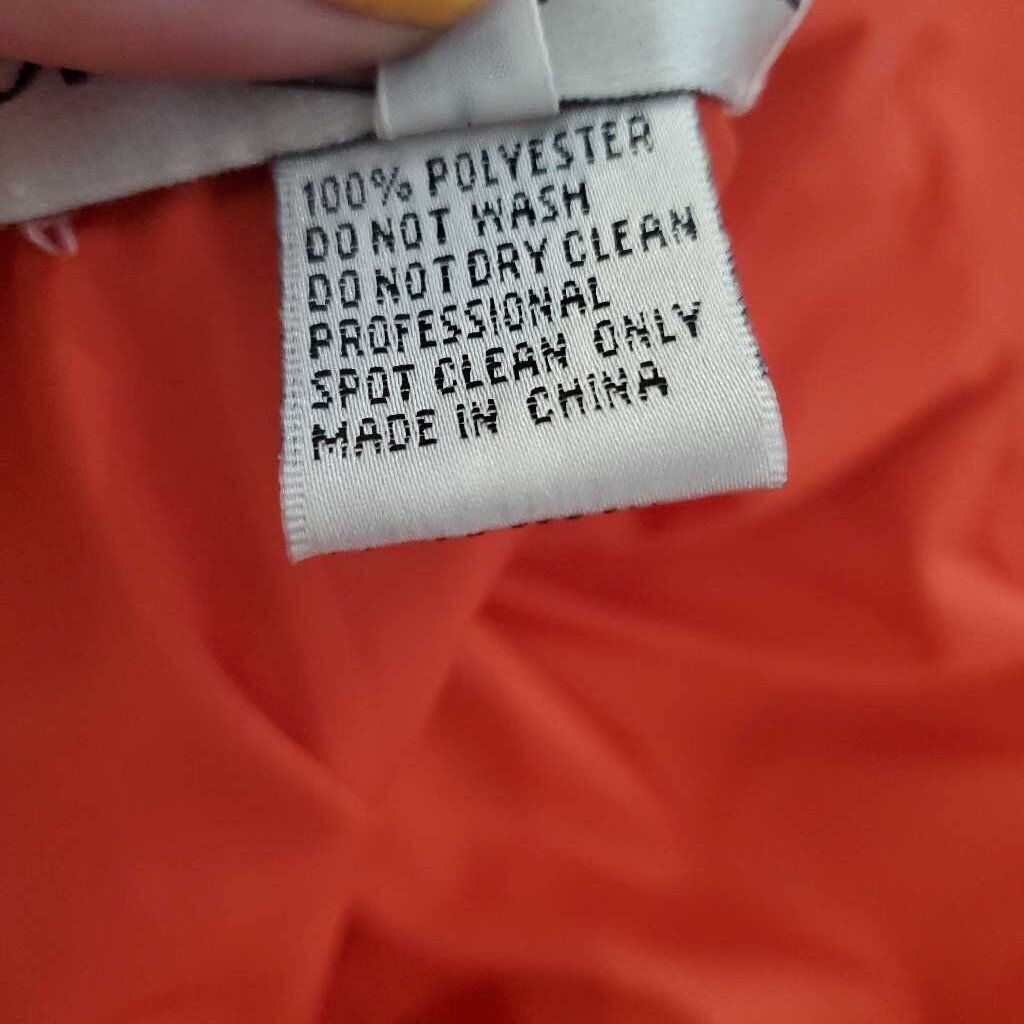 100% POLYESTER
DO NOT WASH
DO NOT DRY CLEAN
PROFESSIONAL
SPOT CLEAN ONLY
MADE IN CHINA